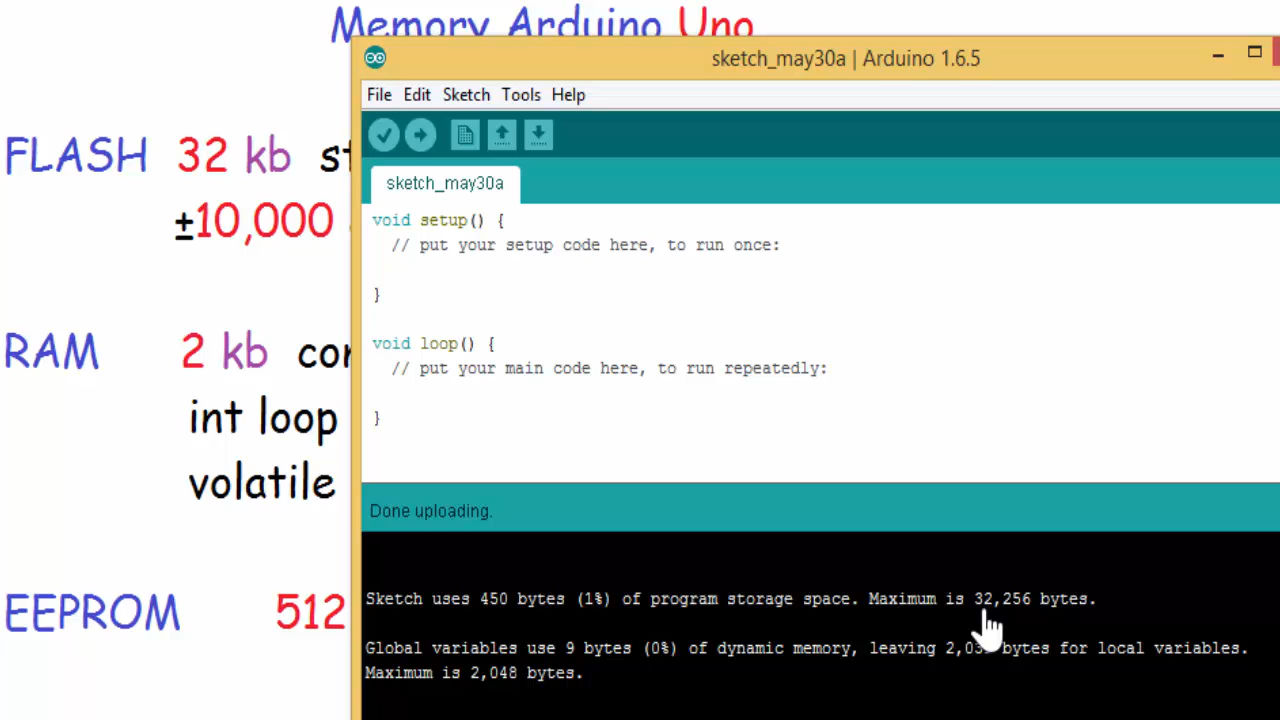 Memory Arduino Uno
sketch_may30a | Arduino 1.6.5
File Edit Sketch Tools Help
FLASH 32 kb
±10,000
sketch_may30a
void setup() {
// put your setup code here, to run once:
}
void loop() {
// put your main code here, to run repeatedly:
}
RAM 2 kb
int loop
volatile
Done uploading.
EEPROM 512
Sketch uses 450 bytes (1%) of program storage space. Maximum is 32,256 bytes.
Global variables use 9 bytes (0%) of dynamic memory, leaving bytes for local variables.
Maximum is 2,048 bytes.